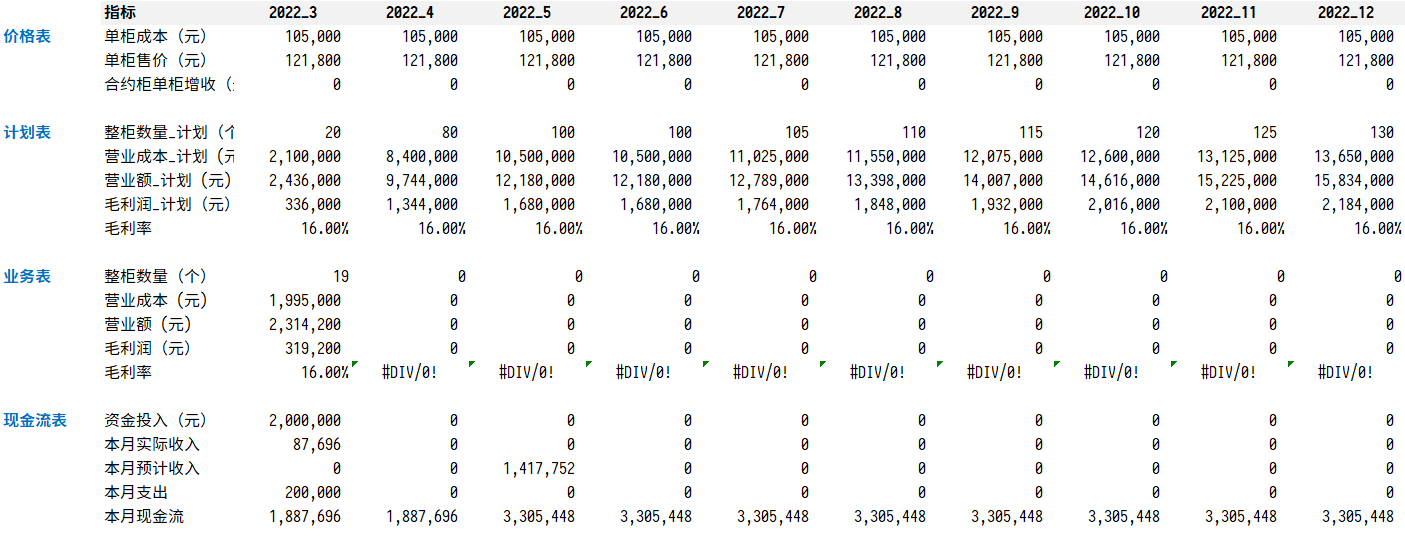 指标 2022_3 2022_4 2022_5 2022_6 2022_7 2022_8 2022_9 2022_10 2022_11 2022_12
价格表 单柜成本（元） 105,000 105,000 105,000 105,000 105,000 105,000 105,000 105,000 105,000 105,000
单柜售价（元） 121,800 121,800 121,800 121,800 121,800 121,800 121,800 121,800 121,800 121,800
合约柜单柜增收（ 0 0 0 0 0 0 0 0 0 0
计划表 整柜数量_计划（个 20 80 100 100 105 110 115 120 125 130
营业成本_计划（元 2,100,000 8,400,000 10,500,000 10,500,000 11,025,000 11,550,000 12,075,000 12,600,000 13,125,000 13,650,000
营业额_计划（元） 2,436,000 9,744,000 12,180,000 12,180,000 12,789,000 13,398,000 14,007,000 14,616,000 15,225,000 15,834,000
毛利润_计划（元） 336,000 1,344,000 1,680,000 1,680,000 1,764,000 1,848,000 1,932,000 2,016,000 2,100,000 2,184,000
毛利率 16.00% 16.00% 16.00% 16.00% 16.00% 16.00% 16.00% 16.00% 16.00% 16.00%
业务表 整柜数量（个） 19 0 0 0 0 0 0 0 0 0
营业成本（元） 1,995,000 0 0 0 0 0 0 0 0 0
营业额（元） 2,314,200 0 0 0 0 0 0 0 0 0
毛利润（元） 319,200 0 0 0 0 0 0 0 0 0
毛利率 16.00% #DIV/0! #DIV/0! #DIV/0! #DIV/0! #DIV/0! #DIV/0! #DIV/0! #DIV/0! #DIV/0!
现金流表 资金投入（元） 2,000,000 0 0 0 0 0 0 0 0 0
本月实际收入 87,696 0 0 0 0 0 0 0 0 0
本月预计收入 0 0 1,417,752 0 0 0 0 0 0 0
本月支出 200,000 0 0 0 0 0 0 0 0 0
本月现金流 1,887,696 1,887,696 3,305,448 3,305,448 3,305,448 3,305,448 3,305,448 3,305,448 3,305,448 3,305,448